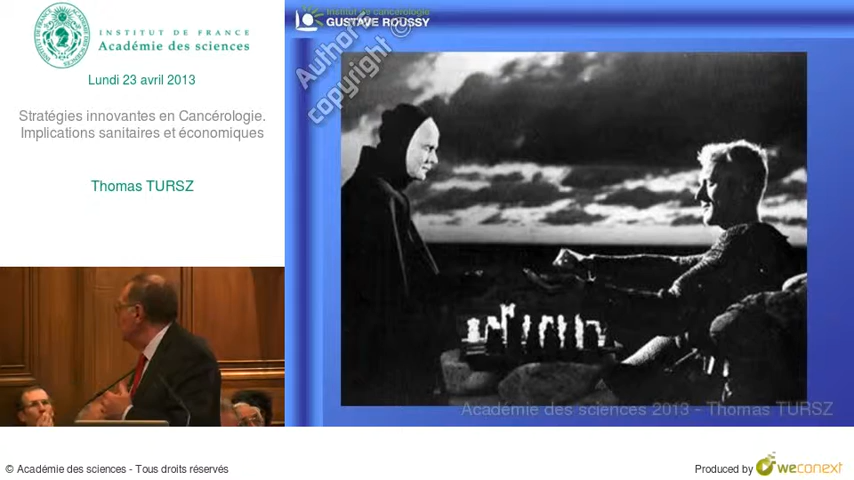 INSTITUT DE FRANCE
Académie des sciences
Lundi 23 avril 2013
Stratégies innovantes en Cancérologie.
Implications sanitaires et économiques
Thomas TURSZ
Institut de cancérologie
GUSTAVE ROUSSY
Author's
copyright ©
Académie des sciences 2013 - Thomas TURSZ
© Académie des sciences - Tous droits réservés
Produced by weconext